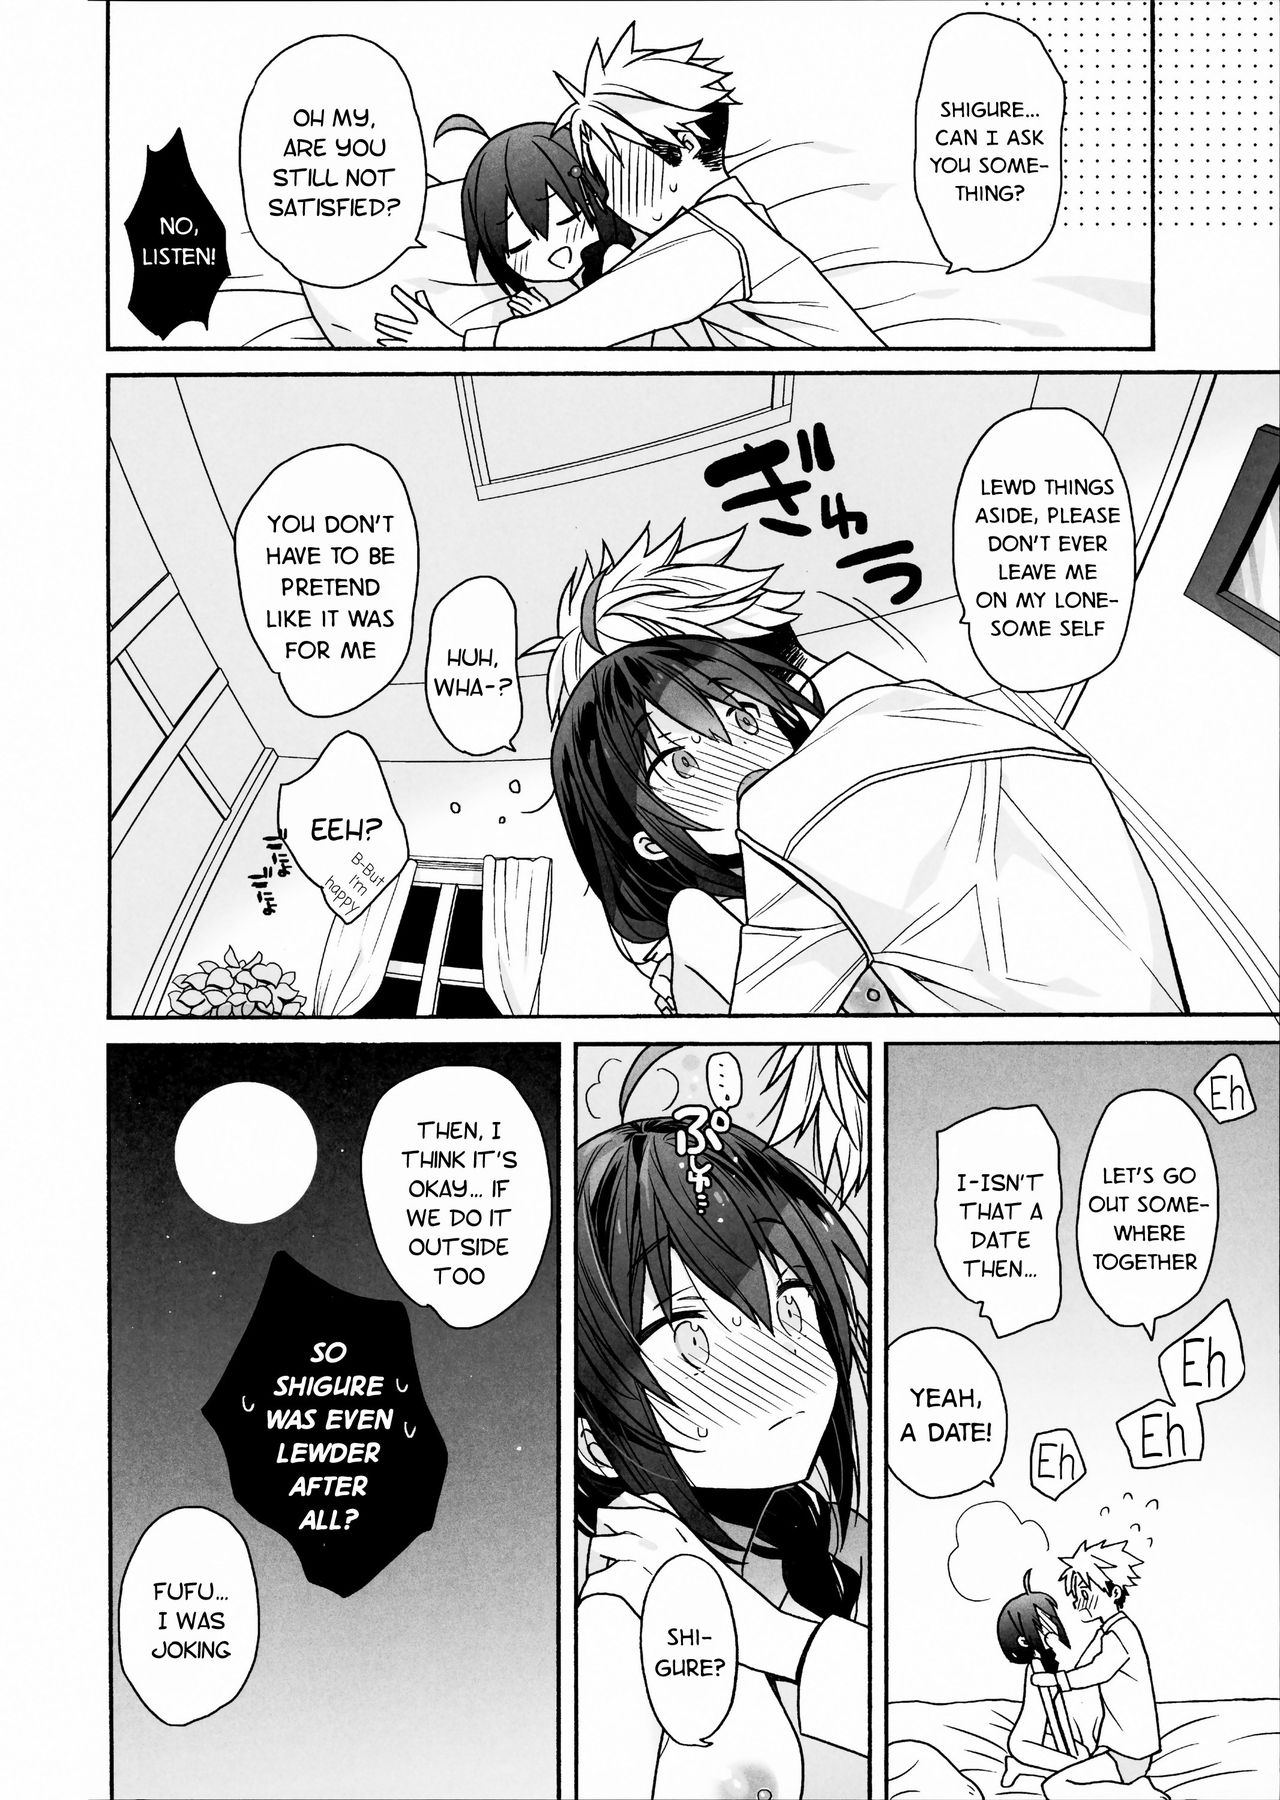 SHIGURE...
CAN I ASK
YOU SOME-
THING?
OH MY,
ARE YOU
STILL NOT
SATISFIED?
NO,
LISTEN!
LEWD THINGS
ASIDE, PLEASE
DON'T EVER
LEAVE ME
ON MY LONE-
SOME SELF
ぎゅうっ
HUH,
WHA-?
YOU DON'T
HAVE TO BE
PRETEND
LIKE IT WAS
FOR ME
EEH?
B-But
I'm
happy
Eh
LET'S GO
OUT SOME-
WHERE
TOGETHER
I-ISN'T
THAT A
DATE
THEN...
Eh
Eh
Eh
YEAH,
A DATE!
.....
ぷしゅ...
SHI-
GURE?
THEN, I
THINK IT'S
OKAY... IF
WE DO IT
OUTSIDE
TOO
SO
SHIGURE
WAS EVEN
LEWDER
AFTER
ALL?
FUFU...
I WAS
JOKING